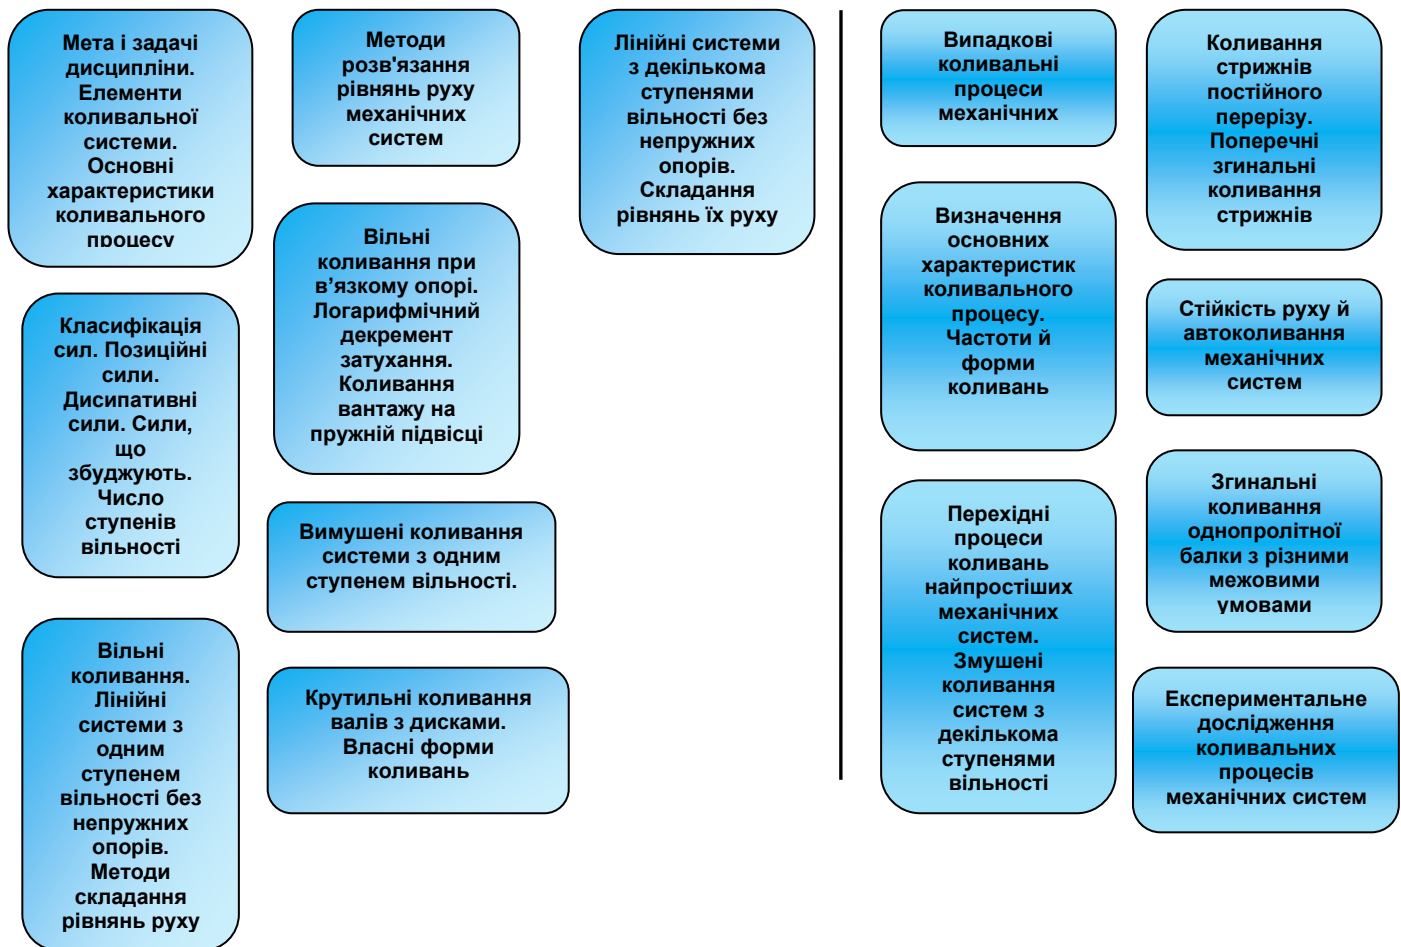 Мета і задачі
дисципліни.
Елементи
коливальної
системи.
Основні
характеристики
коливального
процесу
Класифікація
сил. Позиційні
сили.
Дисипативні
сили. Сили,
що
збуджують.
Число
ступенів
вільності
Вільні
коливання.
Лінійні
системи з
одним
ступенем
вільності без
непружних
опорів.
Методи
складання
рівнянь руху
Методи
розв'язання
рівнянь руху
механічних
систем
Вільні
коливання при
в’язкому опорі.
Логарифмічний
декремент
затухання.
Коливання
вантажу на
пружній підвісці
Вимушені коливання
системи з одним
ступенем вільності.
Крутильні коливання
валів з дисками.
Власні форми
коливань
Лінійні системи
з декількома
ступенями
вільності без
непружних
опорів.
Складання
рівнянь їх руху
Випадкові
коливальні
процеси
механічних
Визначення
основних
характеристик
коливального
процесу.
Частоти й
форми
коливань
Перехідні
процеси
коливань
найпростіших
механічних
систем.
Змушені
коливання
систем з
декількома
ступенями
вільності
Коливання
стрижнів
постійного
перерізу.
Поперечні
згинальні
коливання
стрижнів
Стійкість руху й
автоколивання
механічних
систем
Згинальні
коливання
однопролітної
балки з різними
межовими
умовами
Експериментальне
дослідження
коливальних
процесів
механічних систем